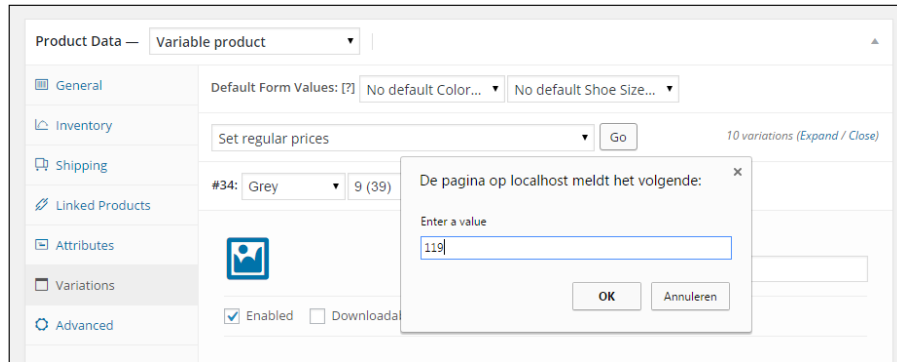 Product Data — Variable product
General
Inventory
Shipping
Linked Products
Attributes
Variations
Advanced
Default Form Values: [?] No default Color... No default Shoe Size...
Set regular prices Go 10 variations (Expand / Close)
#34: Grey 9 (39)
De pagina op localhost meldt het volgende:
Enter a value
119
OK Annuleren
Enabled